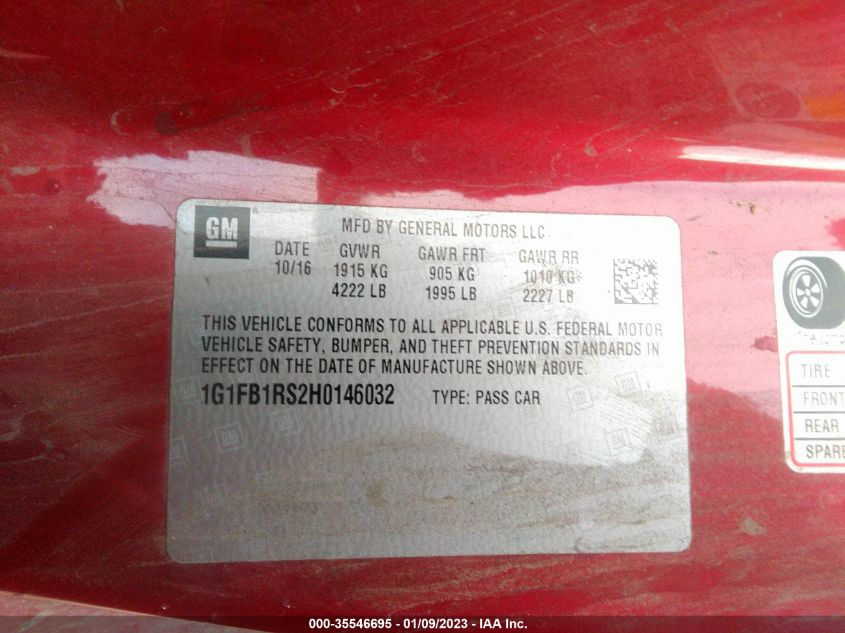 GM
MFD BY GENERAL MOTORS LLC
DATE GVWR GAWR FRT GAWR RR
10/16 1915 KG 905 KG 1010 KG
4222 LB 1995 LB 2227 LB
THIS VEHICLE CONFORMS TO ALL APPLICABLE U.S. FEDERAL MOTOR
VEHICLE SAFETY, BUMPER, AND THEFT PREVENTION STANDARDS IN
EFFECT ON THE DATE OF MANUFACTURE SHOWN ABOVE.
1G1FB1RS2H0146032 TYPE: PASS CAR
TIRE
FRONT
REAR
SPARE
000-35546695 - 01/09/2023 - IAA Inc.